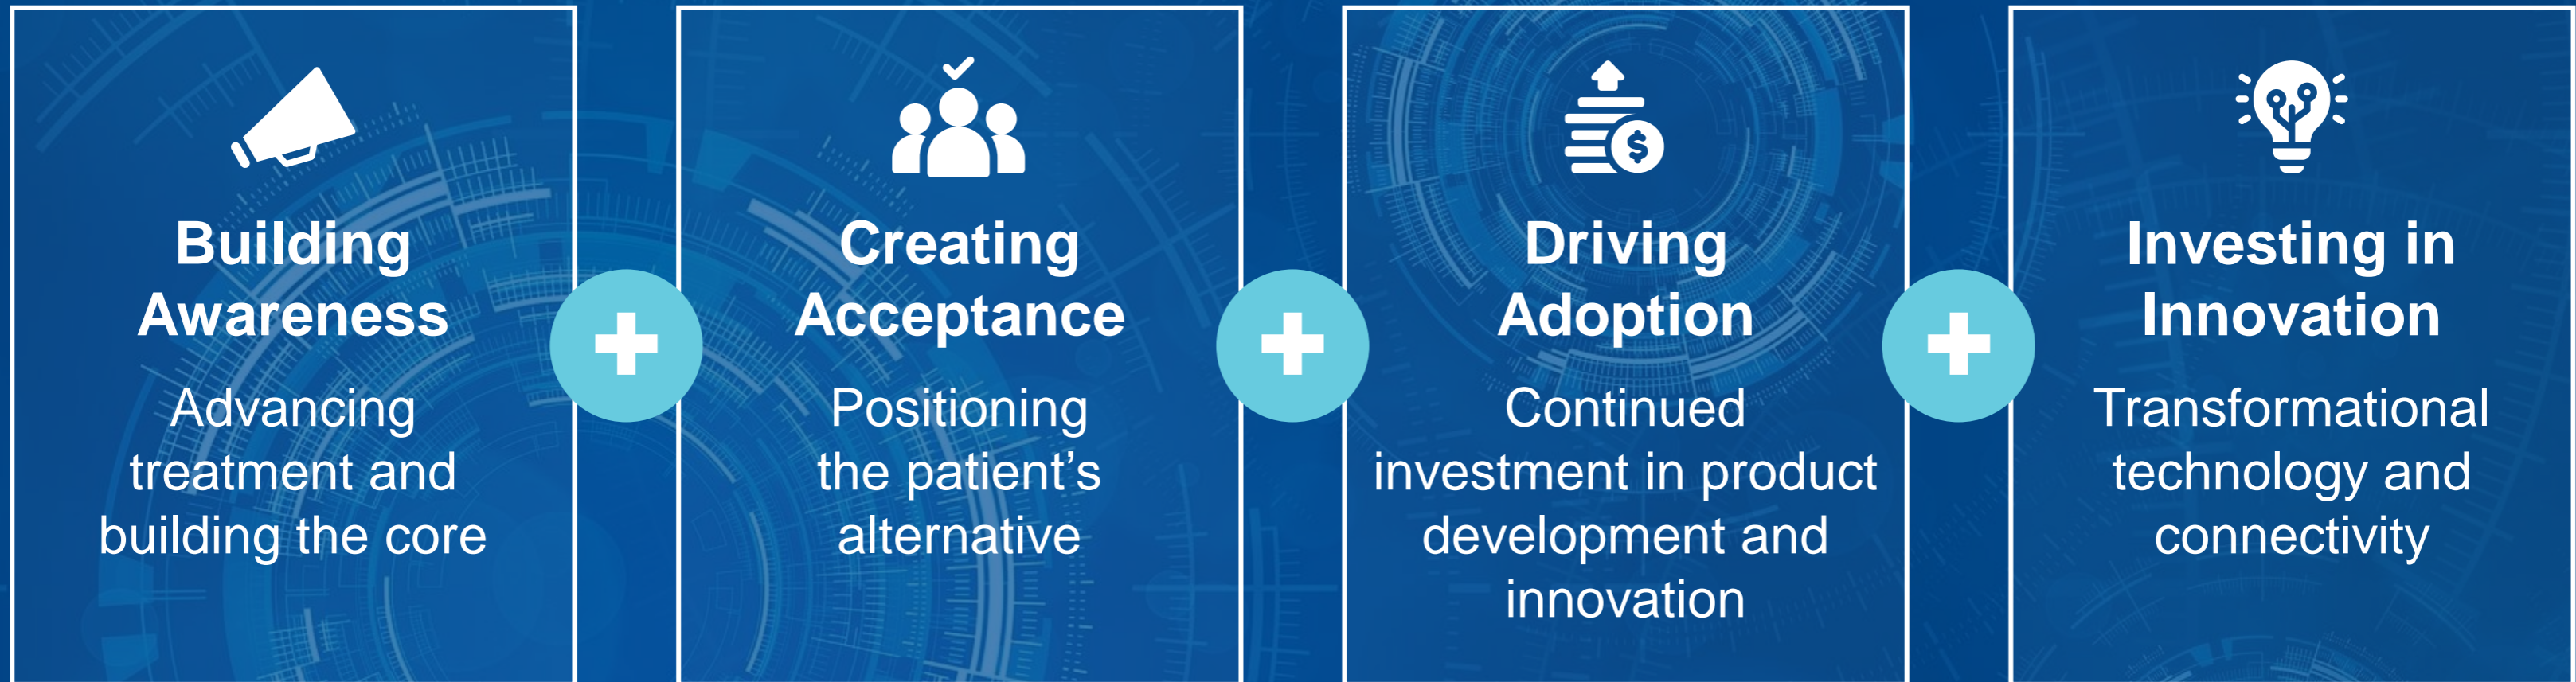 Building
Awareness
Advancing
treatment and
building the core
Creating
Acceptance
Positioning
the patient’s
alternative
Driving
Adoption
Continued
investment in product
development and
innovation
Investing in
Innovation
Transformational
technology and
connectivity